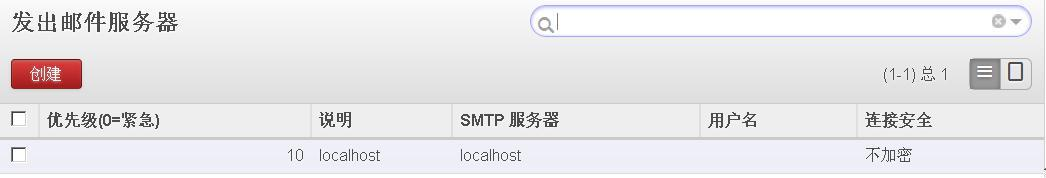 发出邮件服务器
创建
(1-1) 总 1
优先级(0=紧急) 说明 SMTP 服务器 用户名 连接安全
10 localhost localhost 不加密